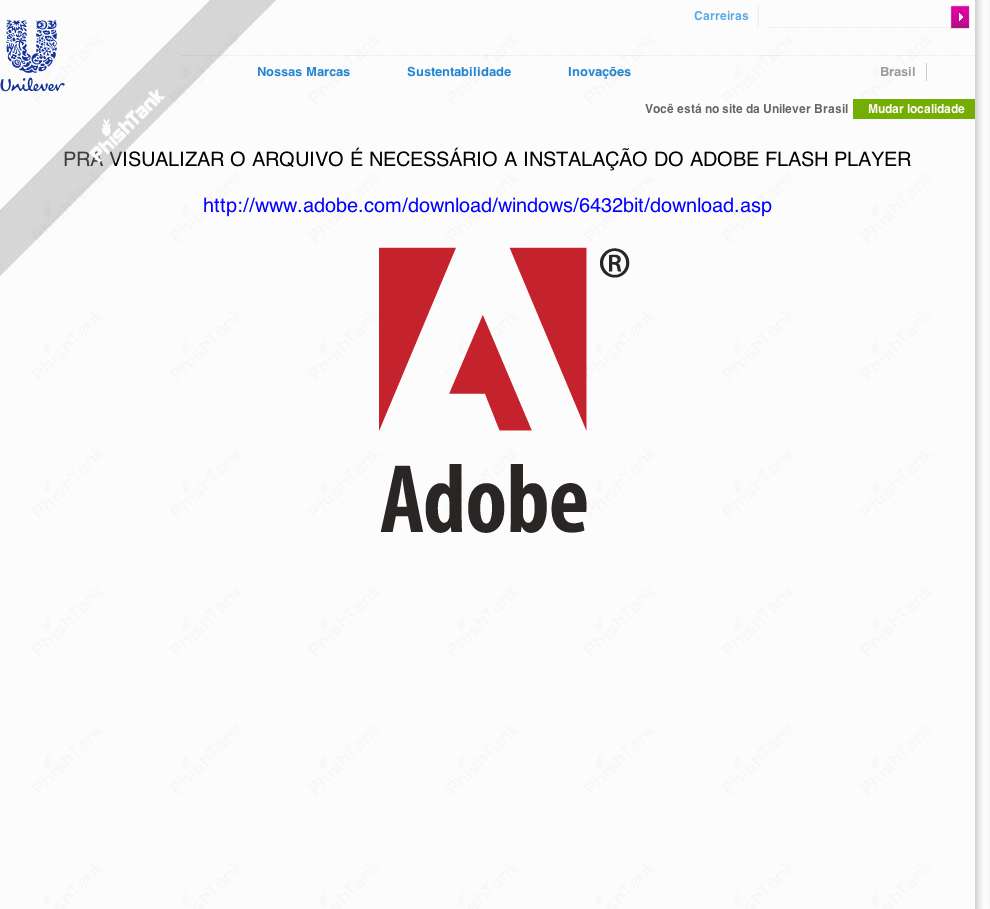 Carreiras
Unilever
Nossas Marcas Sustentabilidade Inovações Brasil
Você está no site da Unilever Brasil Mudar localidade
PhishTank
PRA VISUALIZAR O ARQUIVO É NECESSÁRIO A INSTALAÇÃO DO ADOBE FLASH PLAYER
http://www.adobe.com/download/windows/6432bit/download.asp
®
Adobe